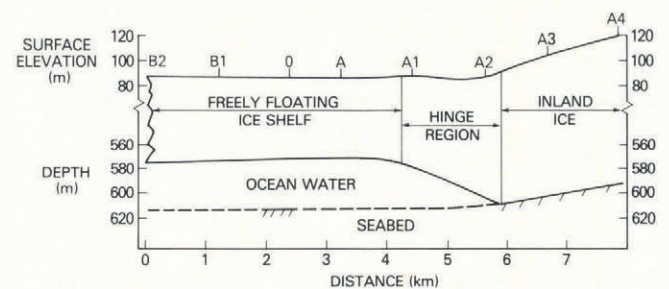 SURFACE
ELEVATION
(m)
120
100
80
B2 B1 0 A A1 A2 A3 A4
120
100
80
FREELY FLOATING
ICE SHELF
HINGE
REGION
INLAND
ICE
DEPTH
(m)
560
580
600
620
560
580
600
620
OCEAN WATER
SEABED
0 1 2 3 4 5 6 7
DISTANCE (km)